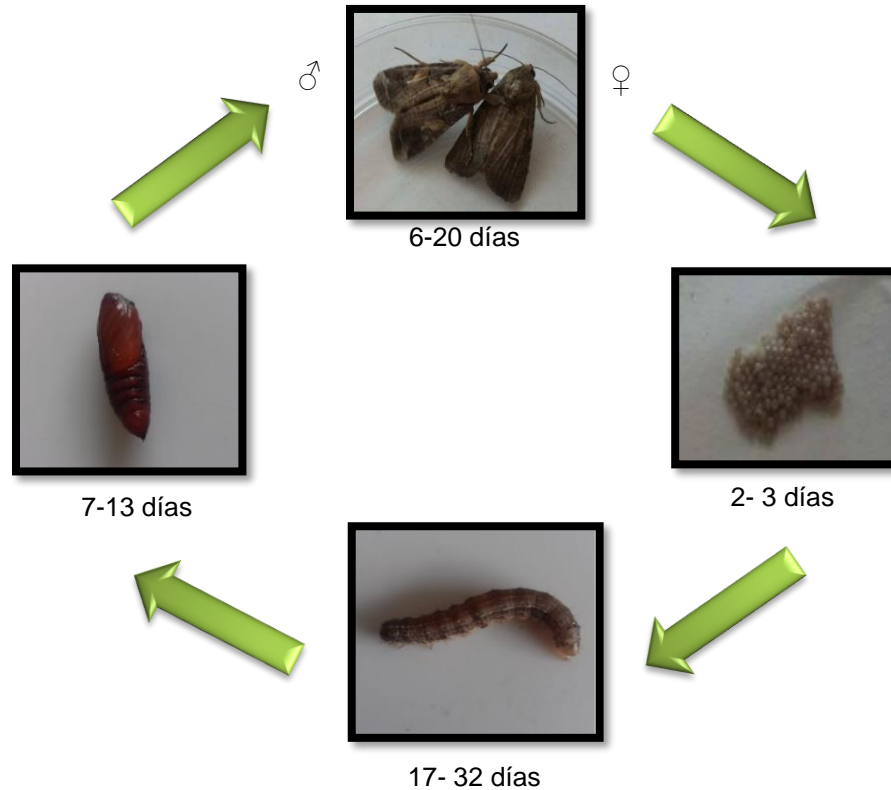 ♂
♀
6-20 días
7-13 días
2- 3 días
17- 32 días